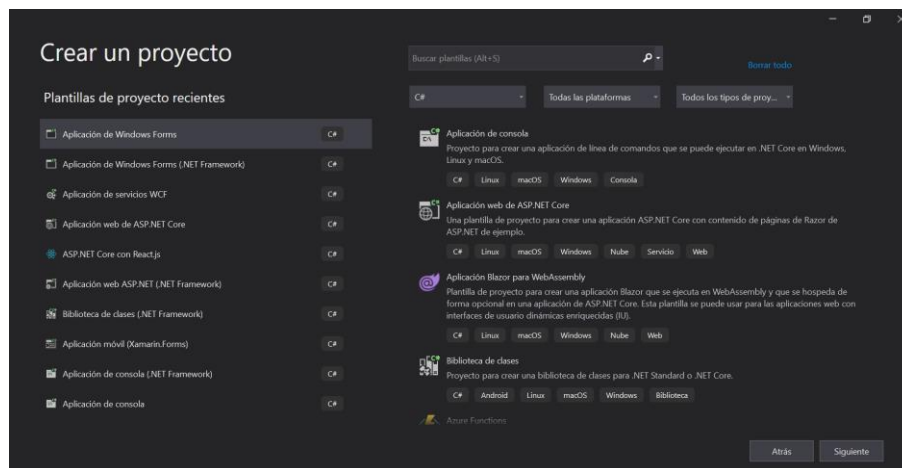 Crear un proyecto
Plantillas de proyecto recientes
Aplicación de Windows Forms C#
Aplicación de Windows Forms (.NET Framework) C#
Aplicación de servicios WCF C#
Aplicación web de ASP.NET Core C#
ASP.NET Core con React.js C#
Aplicación web ASP.NET (.NET Framework) C#
Biblioteca de clases (.NET Framework) C#
Aplicación móvil (Xamarin.Forms) C#
Aplicación de consola (.NET Framework) C#
Aplicación de consola C#
Buscar plantillas (Alt+S)
Borrar todo
C# Todas las plataformas Todos los tipos de proy...
Aplicación de consola
Proyecto para crear una aplicación de línea de comandos que se puede ejecutar en .NET Core en Windows,
Linux y macOS.
C# Linux macOS Windows Consola
Aplicación web de ASP.NET Core
Una plantilla de proyecto para crear una aplicación ASP.NET Core con contenido de páginas de Razor de
ASP.NET de ejemplo.
C# Linux macOS Windows Nube Servicio Web
Aplicación Blazor para WebAssembly
Plantilla de proyecto para crear una aplicación Blazor que se ejecuta en WebAssembly y que se hospeda de
forma opcional en una aplicación de ASP.NET Core. Esta plantilla se puede usar para las aplicaciones web con
interfaces de usuario dinámicas enriquecidas (IU).
C# Linux macOS Windows Nube Web
Biblioteca de clases
Proyecto para crear una biblioteca de clases para .NET Standard o .NET Core.
C# Android Linux macOS Windows Biblioteca
Azure Functions
Atrás Siguiente